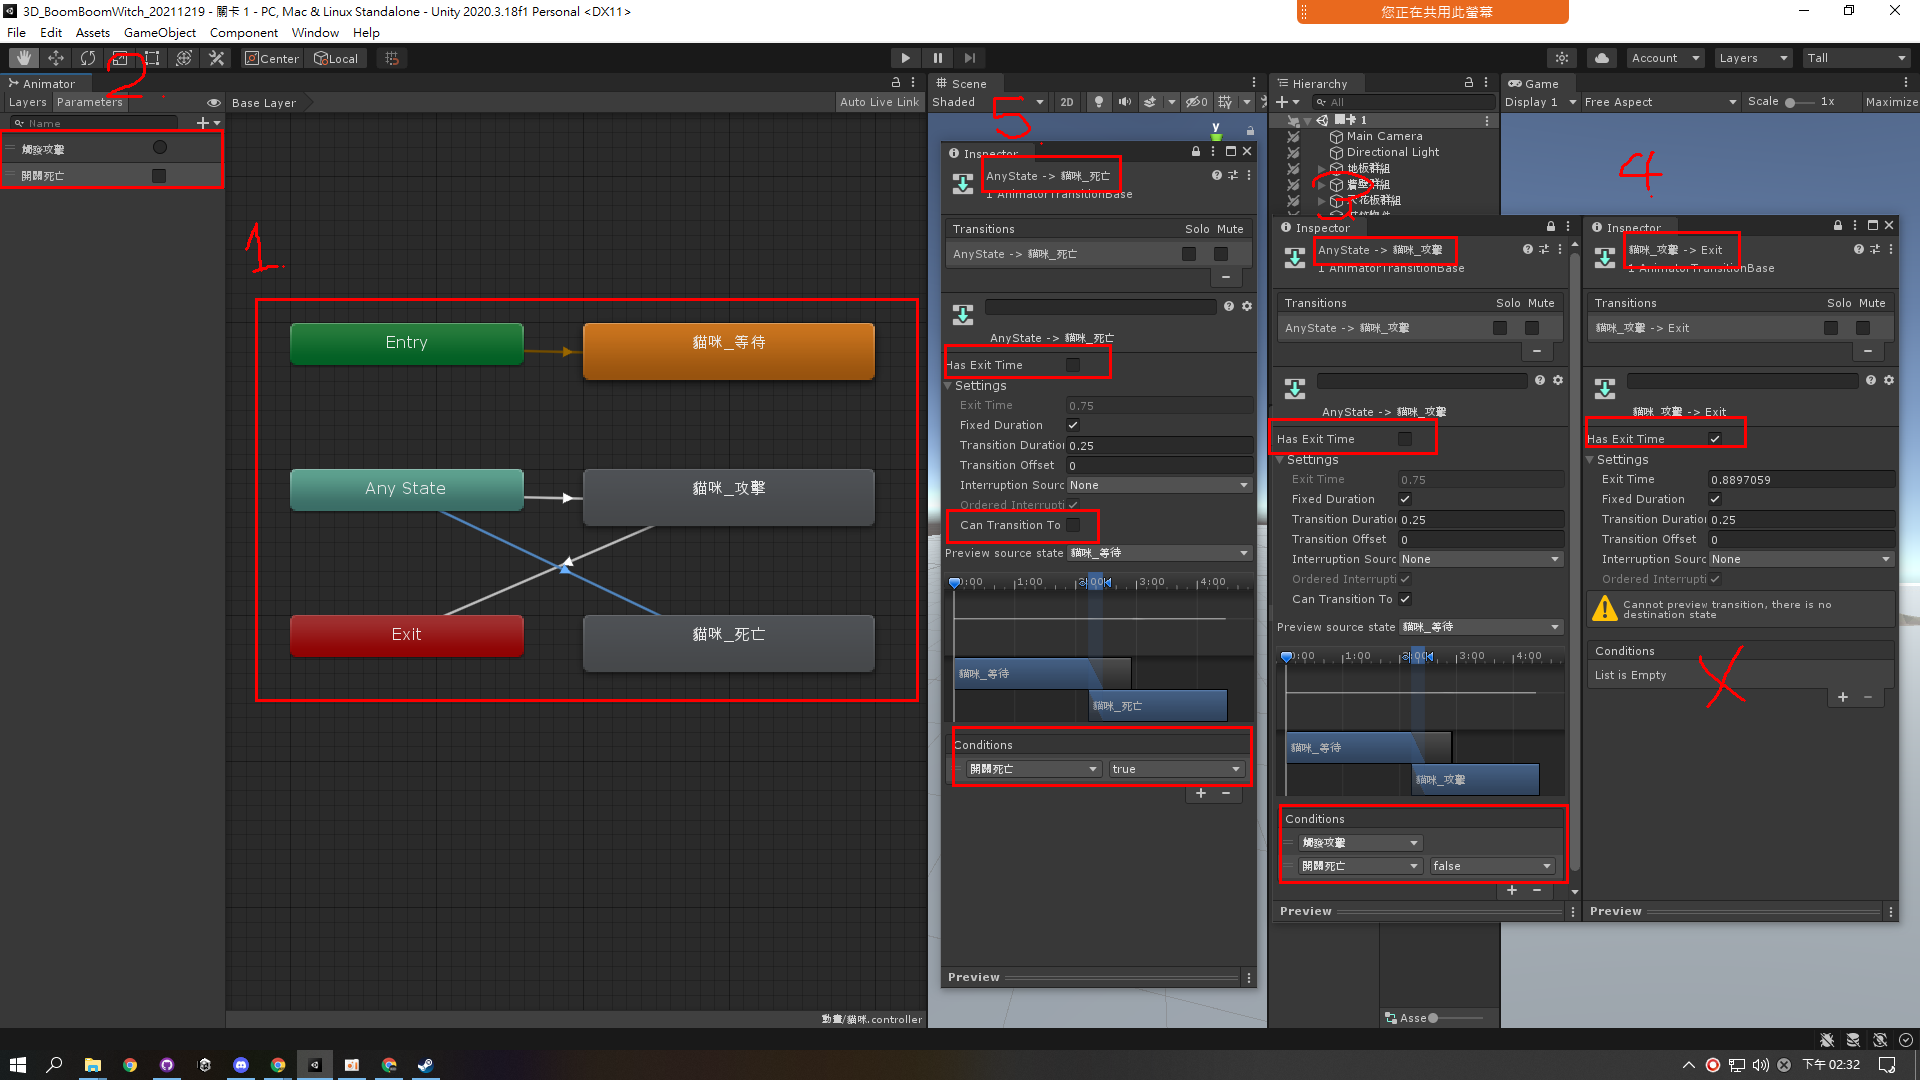 3D_BoomBoomWitch_20211219 - 關卡 1 - PC, Mac & Linux Standalone - Unity 2020.3.18f1 Personal <DX11>
您正在共用此螢幕
File Edit Assets GameObject Component Window Help
Center Local
Account Layers Tall
Animator
Layers Parameters
Base Layer
Auto Live Link
Name
觸發攻擊
開關死亡
2.
1.
Entry
貓咪_等待
Any State
貓咪_攻擊
Exit
貓咪_死亡
動畫/貓咪.controller
Scene
Shaded
2D
0
5
y
Inspector
AnyState -> 貓咪_死亡
1 AnimatorTransitionBase
Transitions Solo Mute
AnyState -> 貓咪_死亡
AnyState -> 貓咪_死亡
Has Exit Time
Settings
Exit Time 0.75
Fixed Duration
Transition Duration 0.25
Transition Offset 0
Interruption Sourc None
Ordered Interrupti
Can Transition To
Preview source state 貓咪_等待
0:00 1:00 2:00 3:00 4:00
貓咪_等待
貓咪_死亡
Conditions
開關死亡 true
Preview
Hierarchy
All
關卡 1
Main Camera
Directional Light
地板群組
牆壁群組
天花板群組
3
Inspector
AnyState -> 貓咪_攻擊
1 AnimatorTransitionBase
Transitions Solo Mute
AnyState -> 貓咪_攻擊
AnyState -> 貓咪_攻擊
Has Exit Time
Settings
Exit Time 0.75
Fixed Duration
Transition Duration 0.25
Transition Offset 0
Interruption Sourc None
Ordered Interrupti
Can Transition To
Preview source state 貓咪_等待
0:00 1:00 3:00 4:00
貓咪_等待
貓咪_攻擊
Conditions
觸發攻擊
開關死亡 false
Preview
Asse
Game
Display 1 Free Aspect Scale 1x Maximize
4
Inspector
貓咪_攻擊 -> Exit
1 AnimatorTransitionBase
Transitions Solo Mute
貓咪_攻擊 -> Exit
貓咪_攻擊 -> Exit
Has Exit Time
Settings
Exit Time 0.8897059
Fixed Duration
Transition Duration 0.25
Transition Offset 0
Interruption Sourc None
Ordered Interrupti
Cannot preview transition, there is no
destination state
Conditions
List is Empty
X
Preview
下午 02:32